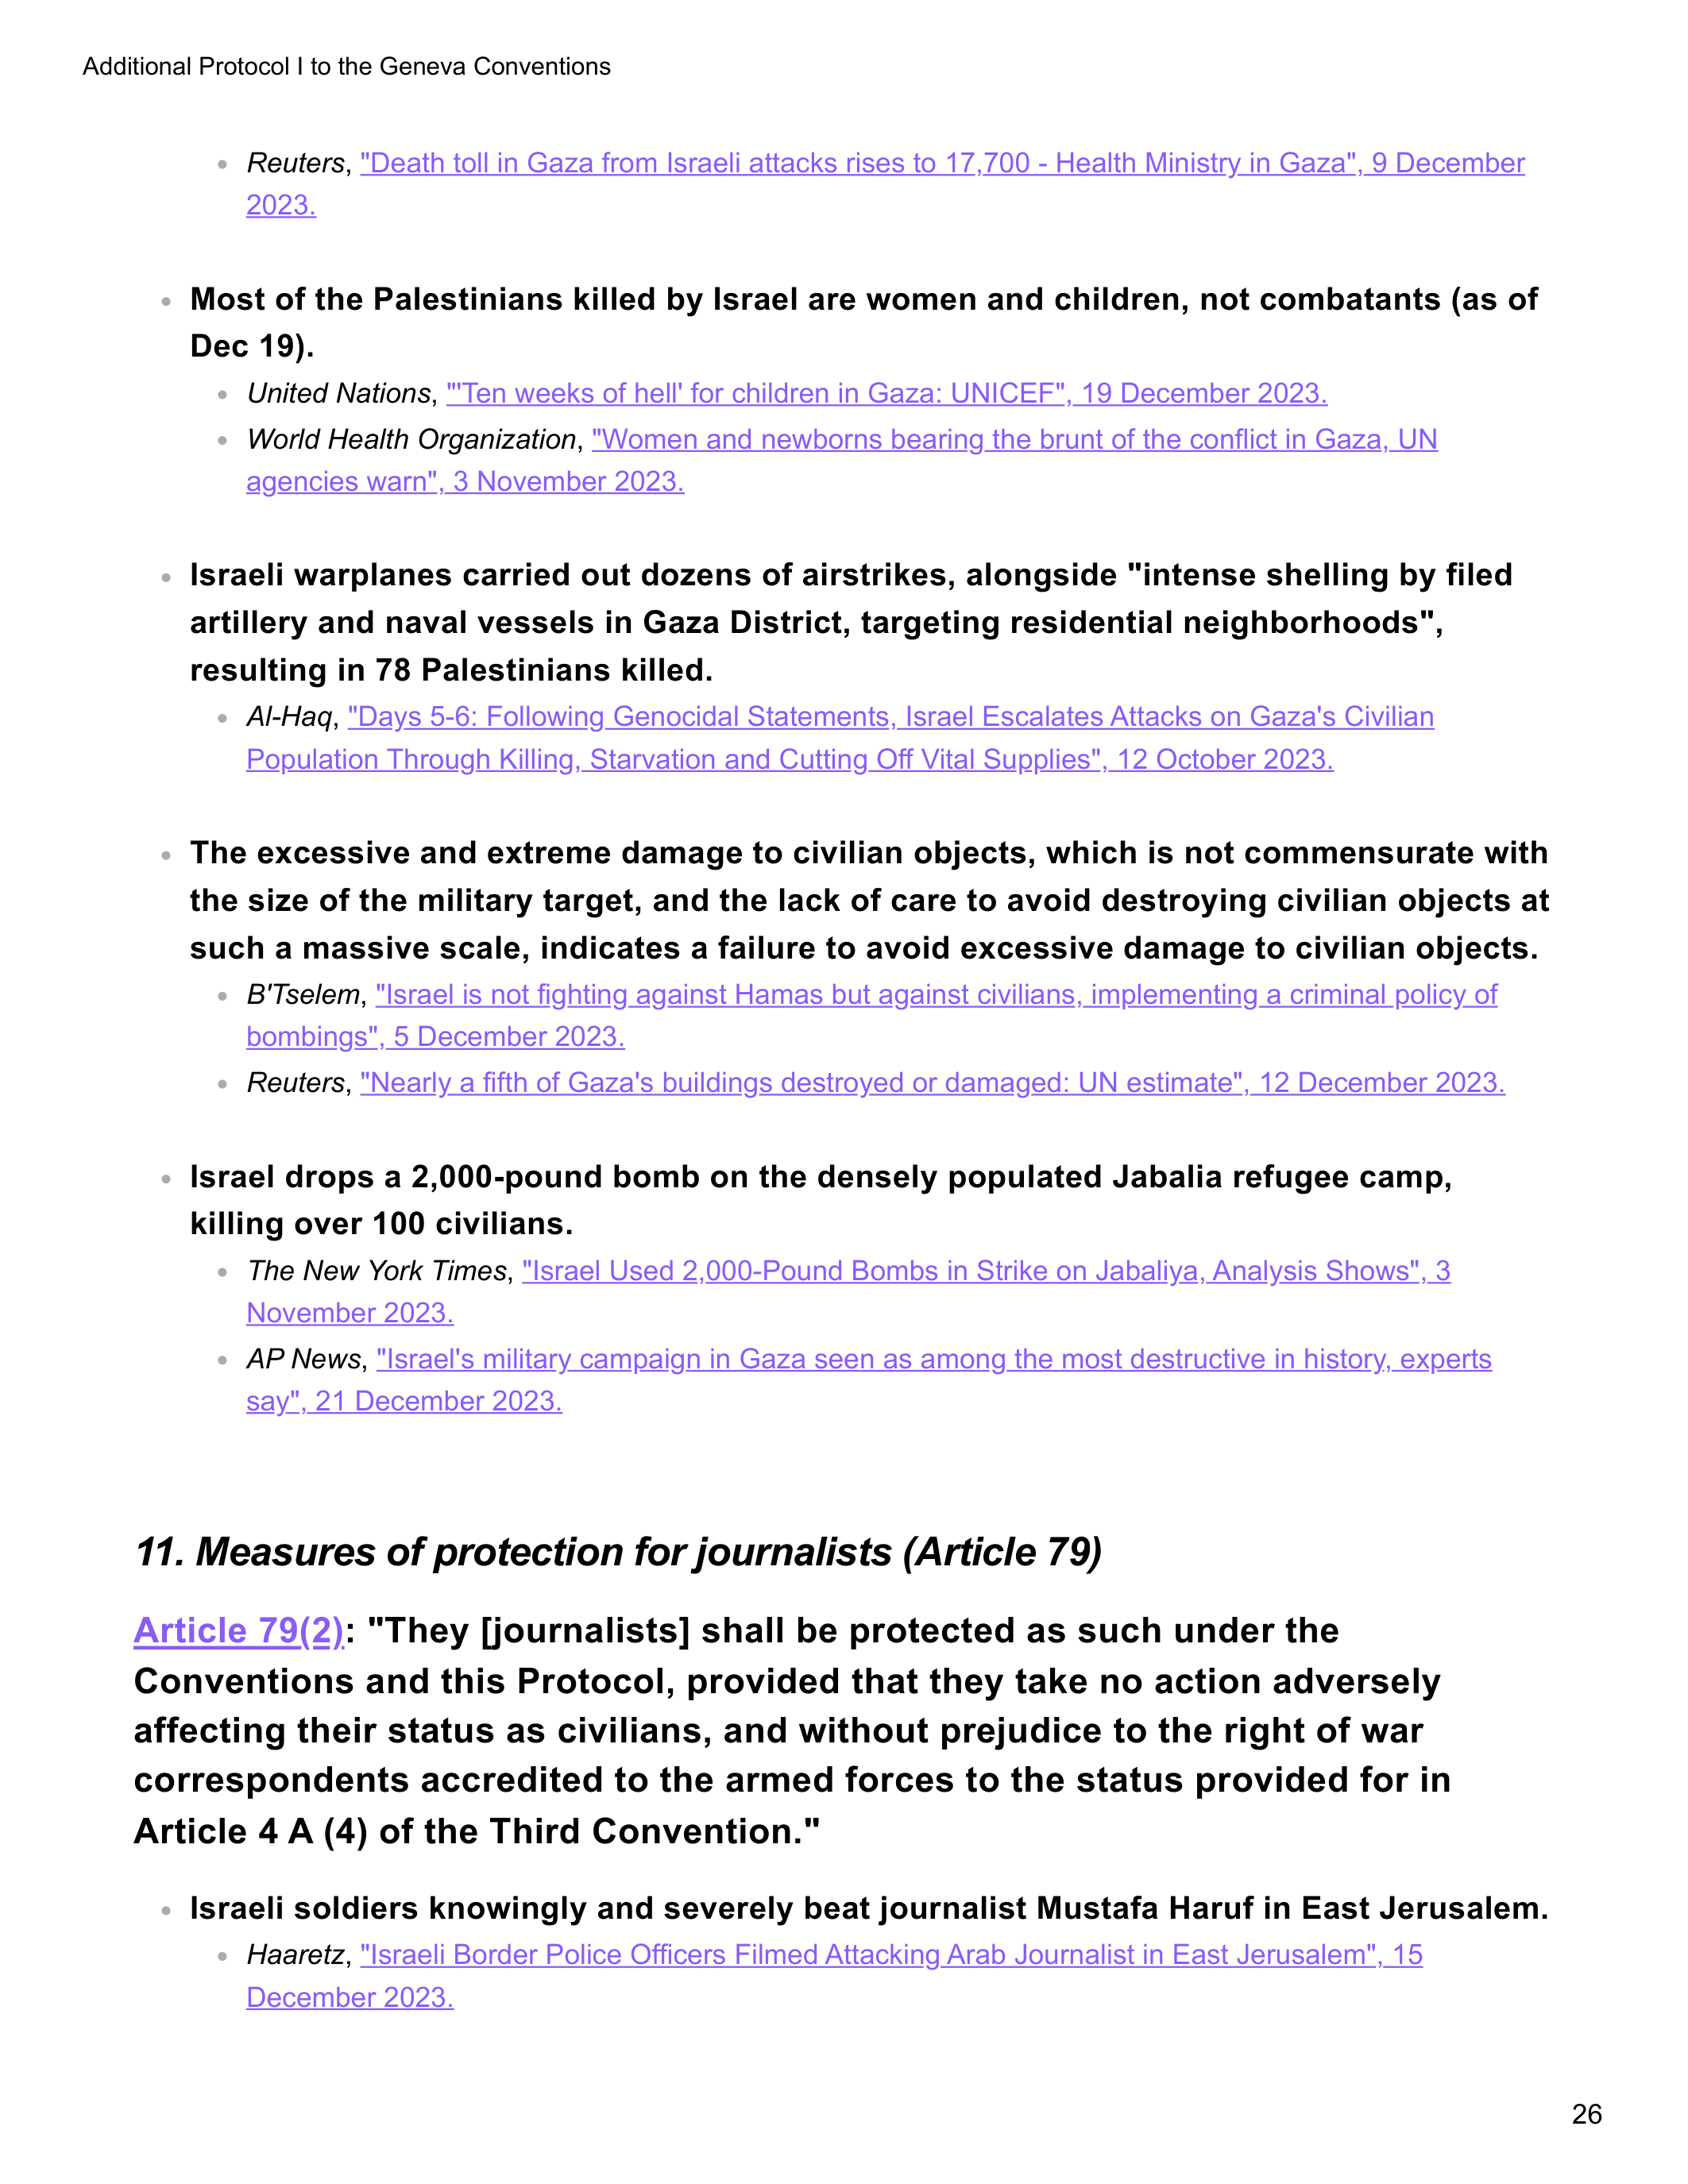 Additional Protocol I to the Geneva Conventions
Reuters, "Death toll in Gaza from Israeli attacks rises to 17,700 - Health Ministry in Gaza", 9 December
2023.
Most of the Palestinians killed by Israel are women and children, not combatants (as of
Dec 19).
United Nations, "'Ten weeks of hell' for children in Gaza: UNICEF", 19 December 2023.
World Health Organization, "Women and newborns bearing the brunt of the conflict in Gaza, UN
agencies warn", 3 November 2023.
Israeli warplanes carried out dozens of airstrikes, alongside "intense shelling by filed
artillery and naval vessels in Gaza District, targeting residential neighborhoods",
resulting in 78 Palestinians killed.
Al-Haq, "Days 5-6: Following Genocidal Statements, Israel Escalates Attacks on Gaza's Civilian
Population Through Killing, Starvation and Cutting Off Vital Supplies", 12 October 2023.
The excessive and extreme damage to civilian objects, which is not commensurate with
the size of the military target, and the lack of care to avoid destroying civilian objects at
such a massive scale, indicates a failure to avoid excessive damage to civilian objects.
B'Tselem, "Israel is not fighting against Hamas but against civilians, implementing a criminal policy of
bombings", 5 December 2023.
Reuters, "Nearly a fifth of Gaza's buildings destroyed or damaged: UN estimate", 12 December 2023.
Israel drops a 2,000-pound bomb on the densely populated Jabalia refugee camp,
killing over 100 civilians.
The New York Times, "Israel Used 2,000-Pound Bombs in Strike on Jabaliya, Analysis Shows", 3
November 2023.
AP News, "Israel's military campaign in Gaza seen as among the most destructive in history, experts
say", 21 December 2023.
11. Measures of protection for journalists (Article 79)
Article 79(2): "They [journalists] shall be protected as such under the
Conventions and this Protocol, provided that they take no action adversely
affecting their status as civilians, and without prejudice to the right of war
correspondents accredited to the armed forces to the status provided for in
Article 4 A (4) of the Third Convention."
Israeli soldiers knowingly and severely beat journalist Mustafa Haruf in East Jerusalem.
Haaretz, "Israeli Border Police Officers Filmed Attacking Arab Journalist in East Jerusalem", 15
December 2023.
26